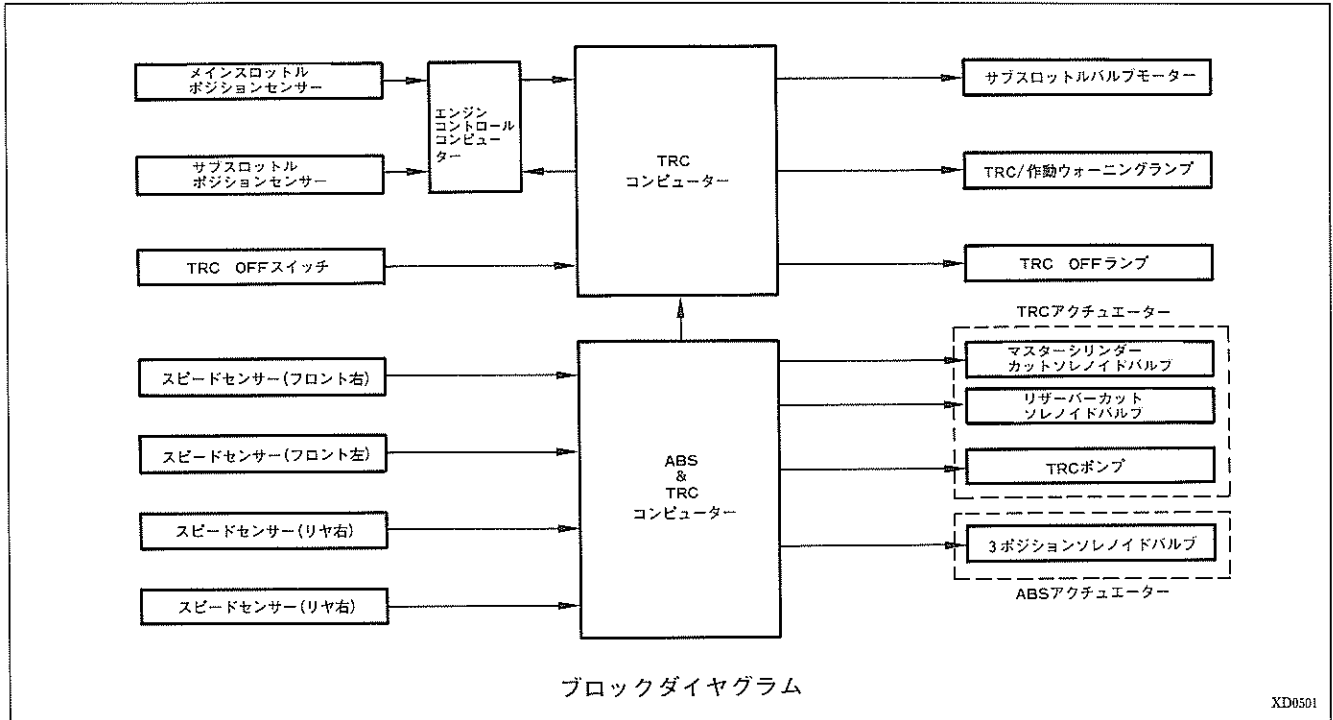 メインスロットル
ポジションセンサー
サブスロットル
ポジションセンサー
TRC OFFスイッチ
エンジン
コントロール
コンピュー
ター
TRC
コンピューター
サブスロットルバルブモーター
TRC/作動ウォーニングランプ
TRC OFFランプ
スピードセンサー(フロント右)
スピードセンサー(フロント左)
スピードセンサー(リヤ右)
スピードセンサー(リヤ右)
ABS
&
TRC
コンピューター
TRCアクチュエーター
マスターシリンダー
カットソレノイドバルブ
リザーバーカット
ソレノイドバルブ
TRCポンプ
3ポジションソレノイドバルブ
ABSアクチュエーター
ブロックダイヤグラム
XD0501